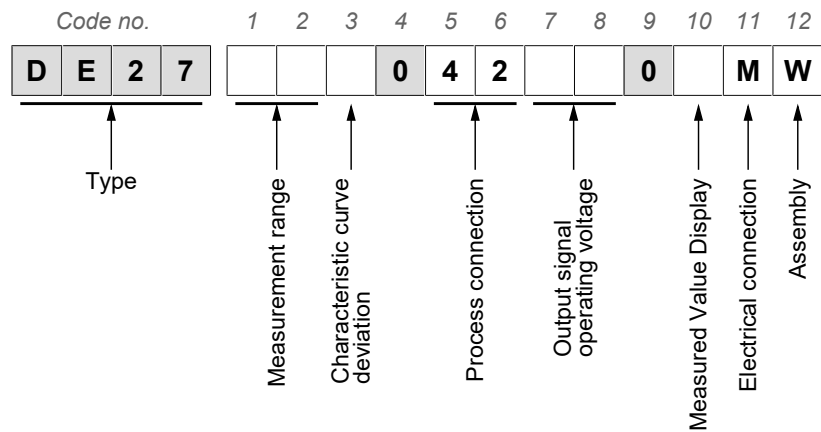 Code no. 1 2 3 4 5 6 7 8 9 10 11 12
D E 2 7 0 4 2 0 M W
Type
Measurement range
Characteristic curve
deviation
Process connection
Output signal
operating voltage
Measured Value Display
Electrical connection
Assembly